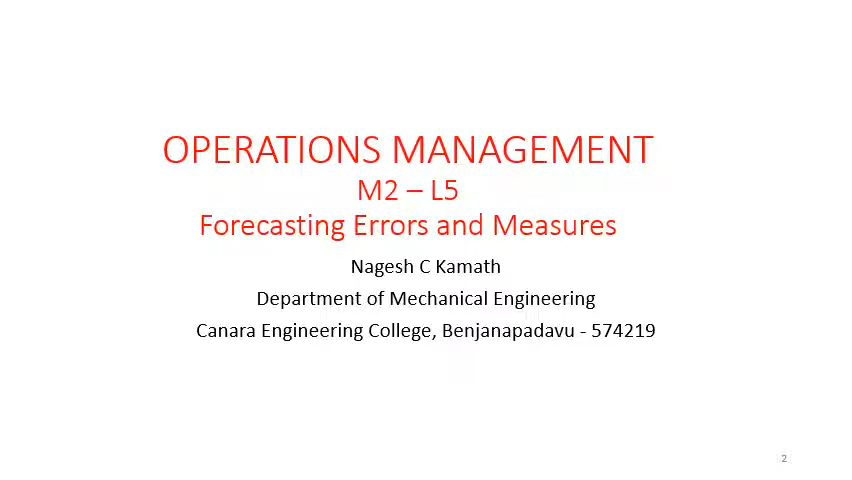 OPERATIONS MANAGEMENT
M2 – L5
Forecasting Errors and Measures
Nagesh C Kamath
Department of Mechanical Engineering
Canara Engineering College, Benjanapadavu - 574219
2